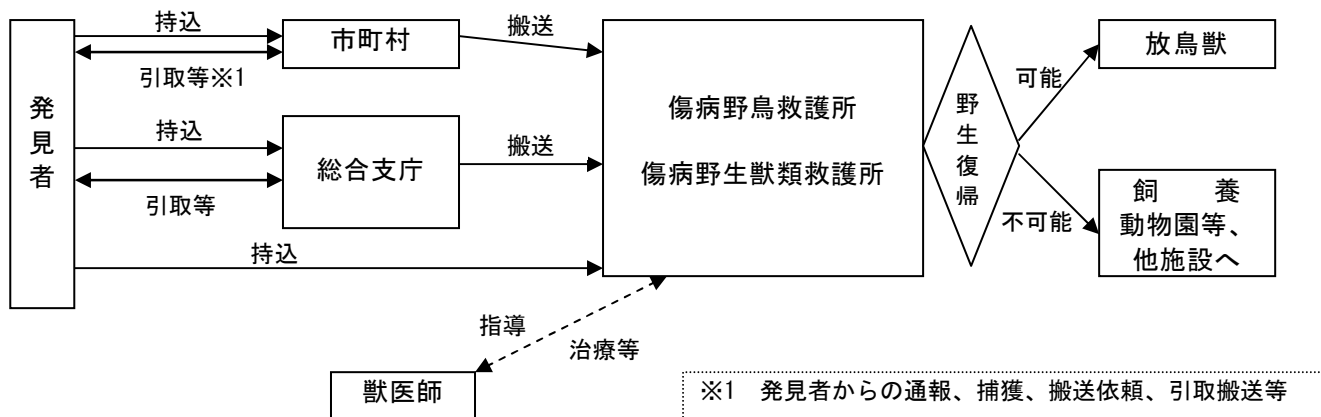 持込
市町村
搬送
引取等※1
発見者
持込
総合支庁
搬送
引取等
持込
傷病野鳥救護所
傷病野生獣類救護所
野生復帰
可能
放鳥獣
不可能
飼　　養
動物園等、
他施設へ
指導
治療等
獣医師
※1　発見者からの通報、捕獲、搬送依頼、引取搬送等